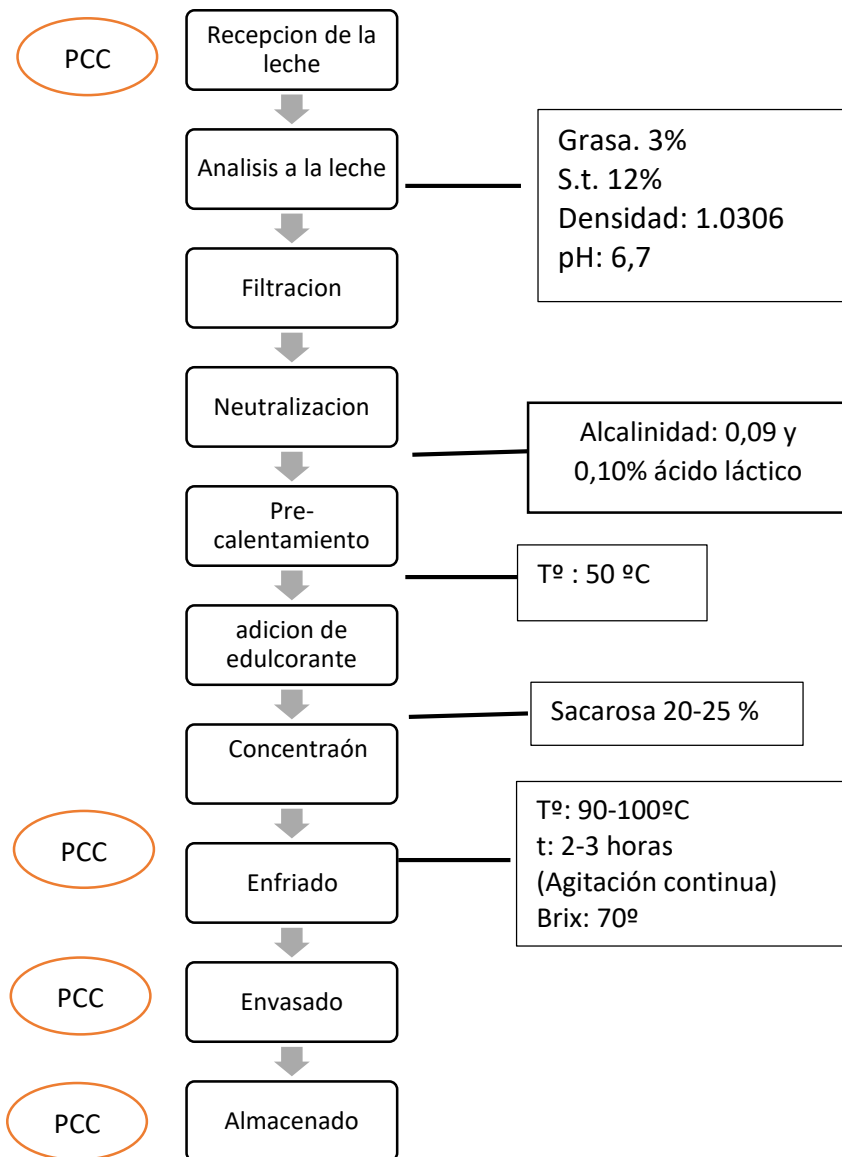 PCC
Recepcion de la
leche
Analisis a la leche
Grasa. 3%
S.t. 12%
Densidad: 1.0306
pH: 6,7
Filtracion
Neutralizacion
Alcalinidad: 0,09 y
0,10% ácido láctico
Pre-
calentamiento
Tº : 50 ºC
adicion de
edulcorante
Sacarosa 20-25 %
Concentraón
Tº: 90-100ºC
t: 2-3 horas
(Agitación continua)
Brix: 70º
PCC
Enfriado
PCC
Envasado
PCC
Almacenado